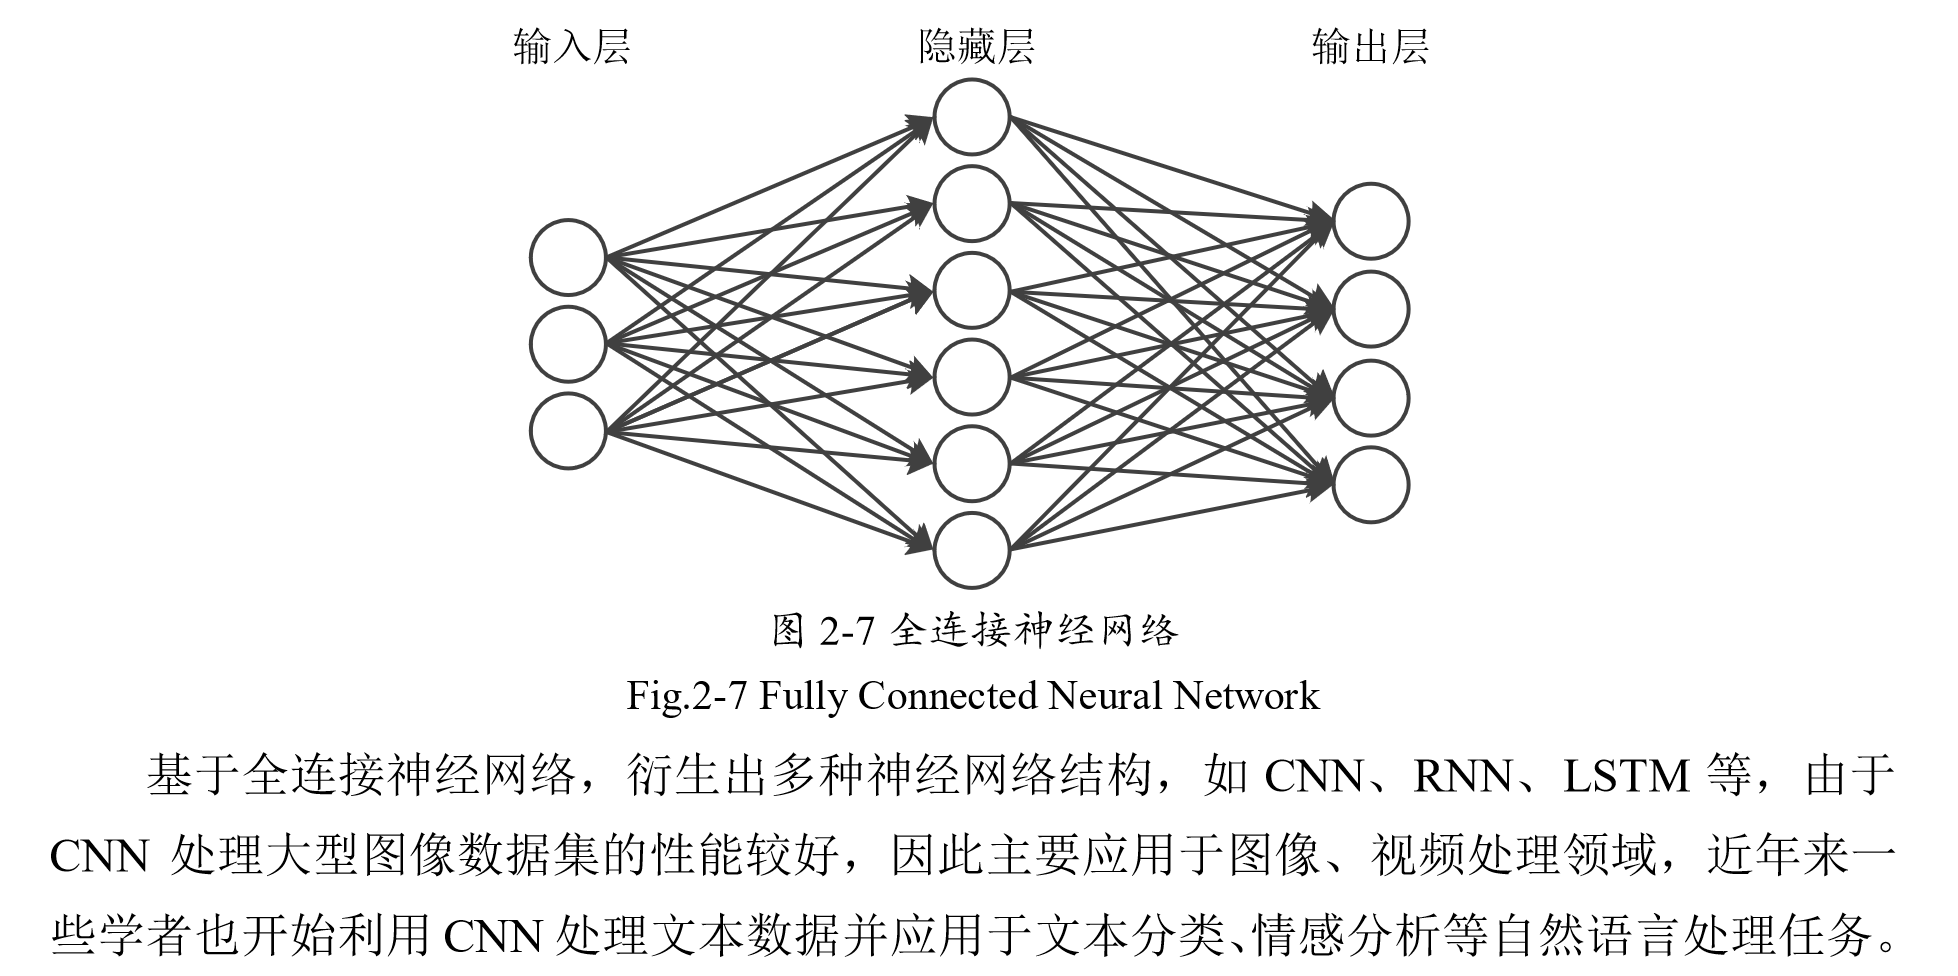 输入层 隐藏层 输出层
图 2-7 全连接神经网络
Fig.2-7 Fully Connected Neural Network
基于全连接神经网络，衍生出多种神经网络结构，如 CNN、RNN、LSTM 等，由于
CNN 处理大型图像数据集的性能较好，因此主要应用于图像、视频处理领域，近年来一
些学者也开始利用 CNN 处理文本数据并应用于文本分类、情感分析等自然语言处理任务。